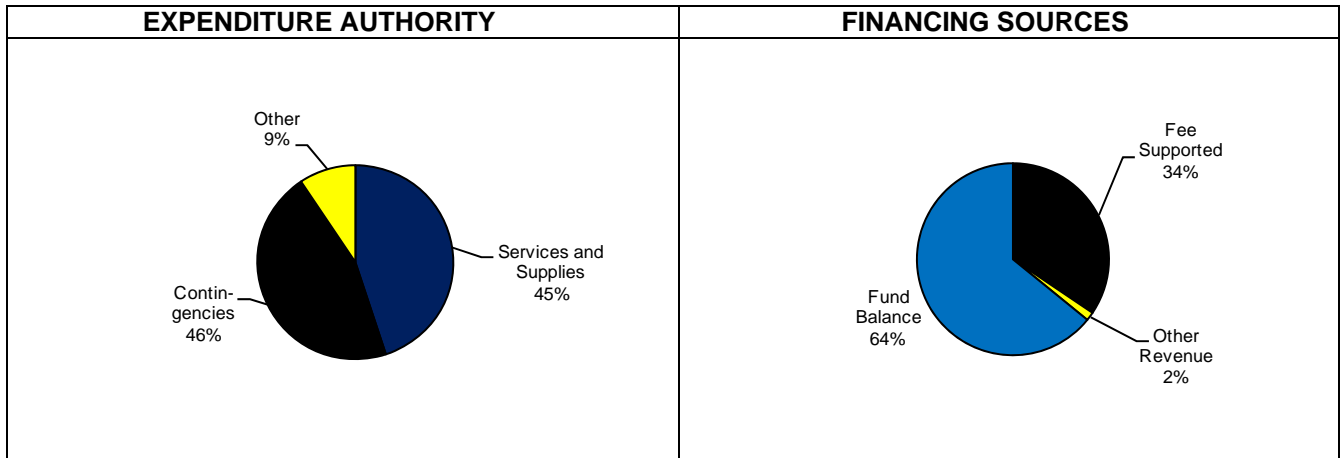 EXPENDITURE AUTHORITY
Other
9%
Services and
Supplies
45%
Contin-
gencies
46%
FINANCING SOURCES
Fee
Supported
34%
Fund
Balance
64%
Other
Revenue
2%